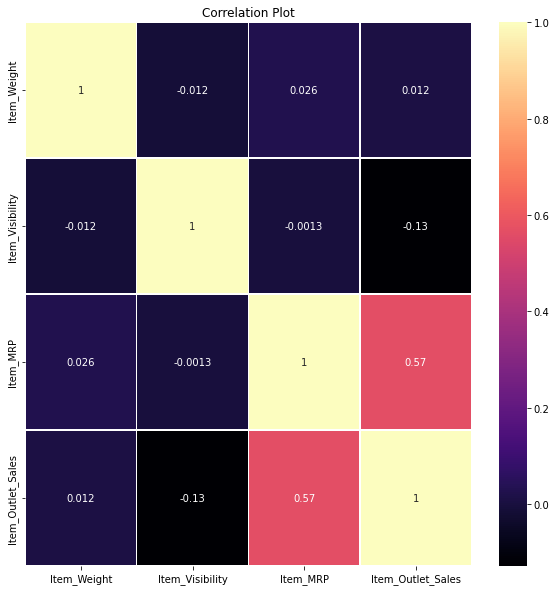 Correlation Plot
Item_Weight
1
-0.012
0.026
0.012
Item_Visibility
-0.012
1
-0.0013
-0.13
Item_MRP
0.026
-0.0013
1
0.57
Item_Outlet_Sales
0.012
-0.13
0.57
1
Item_Weight
Item_Visibility
Item_MRP
Item_Outlet_Sales
1.0
0.8
0.6
0.4
0.2
0.0